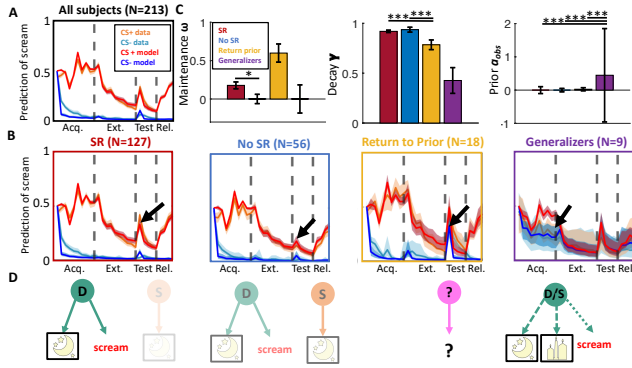 A
All subjects (N=213)
Prediction of scream
1
0.5
0
CS+ data
CS- data
CS+ model
CS- model
Acq. Ext. Test Rel.
C
Maintenance ω
1
0.5
0
SR
No SR
Return prior
Generalizers
*
Decay γ
1
0.5
0
*** ***
Prior α_obs
2
0
-2
*** *** *** ***
B
SR (N=127)
Prediction of scream
1
0.5
0
Acq. Ext. Test Rel.
No SR (N=56)
Acq. Ext. Test Rel.
Return to Prior (N=18)
Acq. Ext. Test Rel.
Generalizers (N=9)
Acq. Ext. Test Rel.
D
D S
scream
D S
scream
?
?
D/S
scream